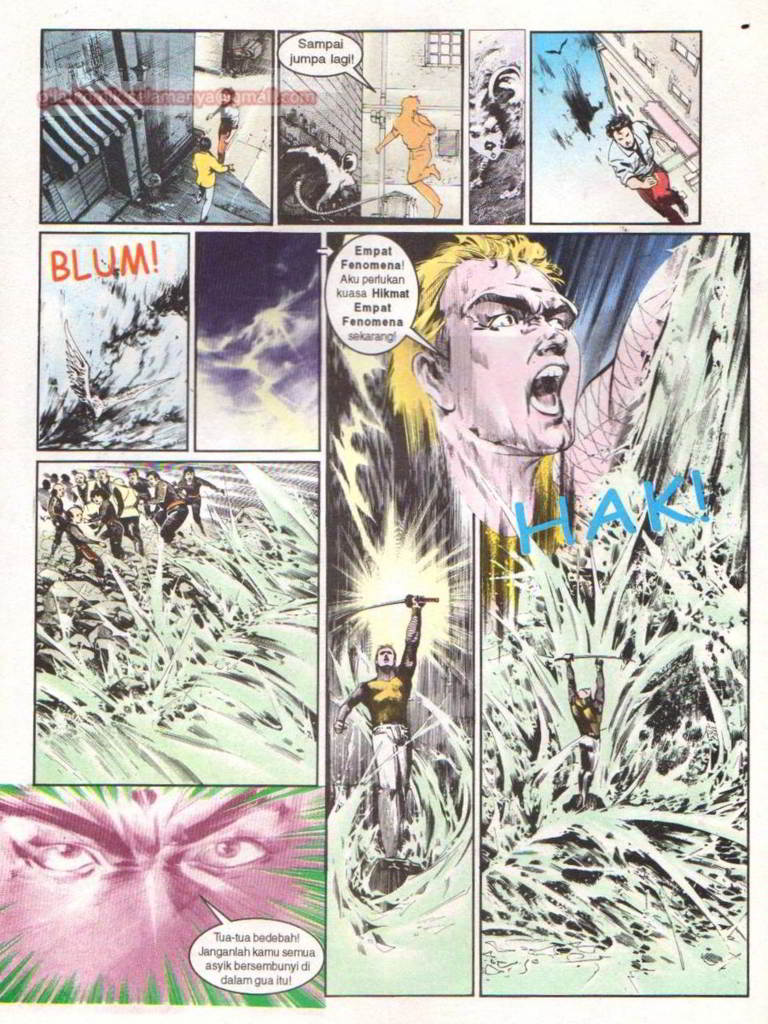 Sampai
jumpa lagi!
BLUM!
Empat
Fenomena!
Aku perlukan
kuasa Hikmat
Empat
Fenomena
sekarang!
HAK!
Tua-tua bedebah!
Janganlah kamu semua
asyik bersembunyi di
dalam gua itu!